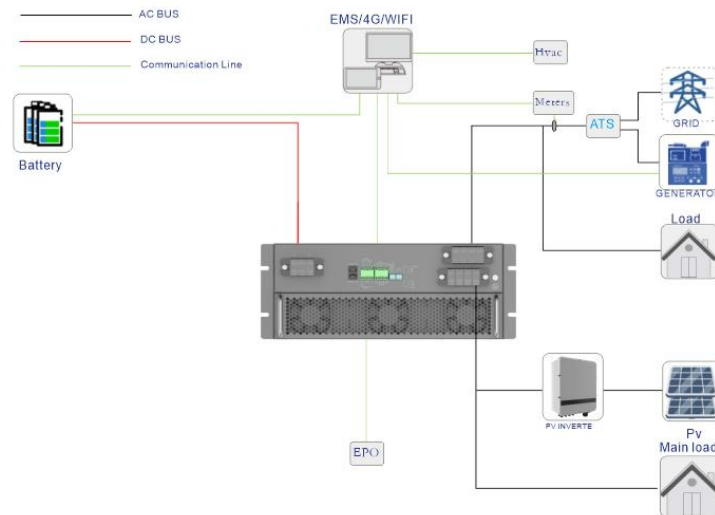 AC BUS
DC BUS
Communication Line
EMS/4G/WIFI
Hvac
Meters
ATS
GRID
GENERATOR
Battery
Load
PV INVERTE
Pv
Main load
EPO